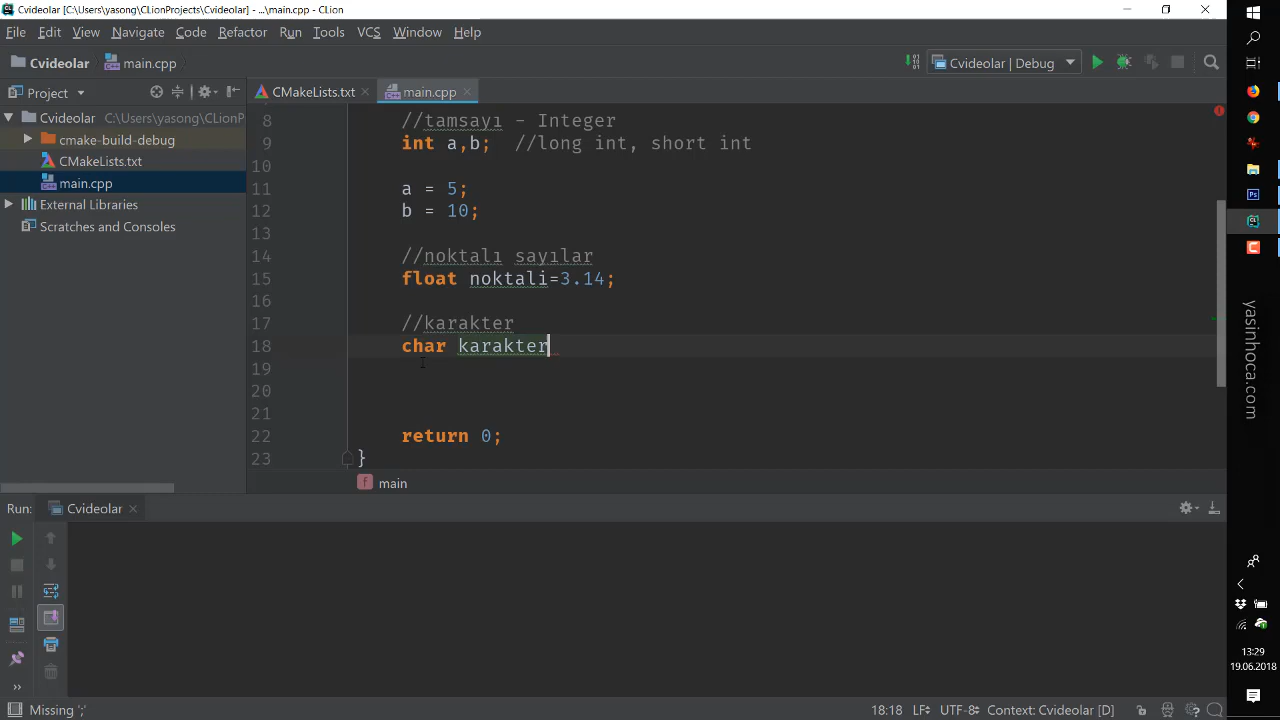 Cvideolar [C:\Users\yasong\CLionProjects\Cvideolar] - ...\main.cpp - CLion
File Edit View Navigate Code Refactor Run Tools VCS Window Help
Cvideolar main.cpp
Cvideolar | Debug
Project
CMakeLists.txt
main.cpp
Cvideolar C:\Users\yasong\CLionP
cmake-build-debug
CMakeLists.txt
main.cpp
External Libraries
Scratches and Consoles
8 //tamsayı - Integer
9 int a,b; //long int, short int
10
11 a = 5;
12 b = 10;
13
14 //noktalı sayılar
15 float noktali=3.14;
16
17 //karakter
18 char karakter
19
20
21
22 return 0;
23 }
f main
Run: Cvideolar
yasinhoca.com
13:29
19.06.2018
Missing ';'
18:18 LF UTF-8 Context: Cvideolar [D]